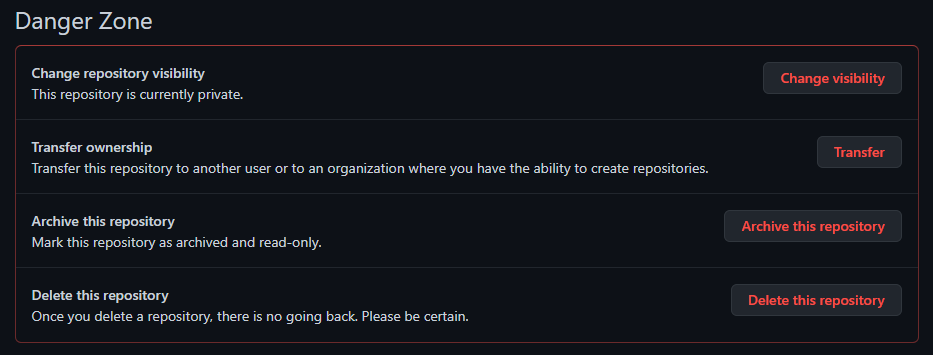 Danger Zone
Change repository visibility
This repository is currently private.
Change visibility
Transfer ownership
Transfer this repository to another user or to an organization where you have the ability to create repositories.
Transfer
Archive this repository
Mark this repository as archived and read-only.
Archive this repository
Delete this repository
Once you delete a repository, there is no going back. Please be certain.
Delete this repository